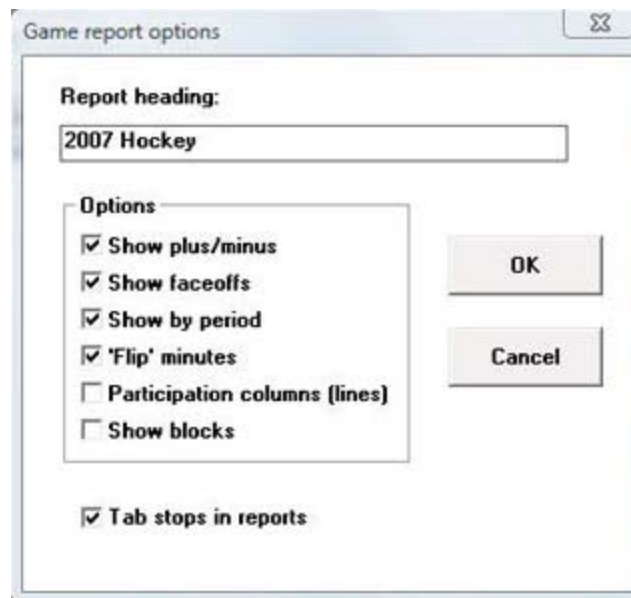 Game report options
Report heading:
2007 Hockey
Options
Show plus/minus
Show faceoffs
Show by period
'Flip' minutes
Participation columns (lines)
Show blocks
OK
Cancel
Tab stops in reports